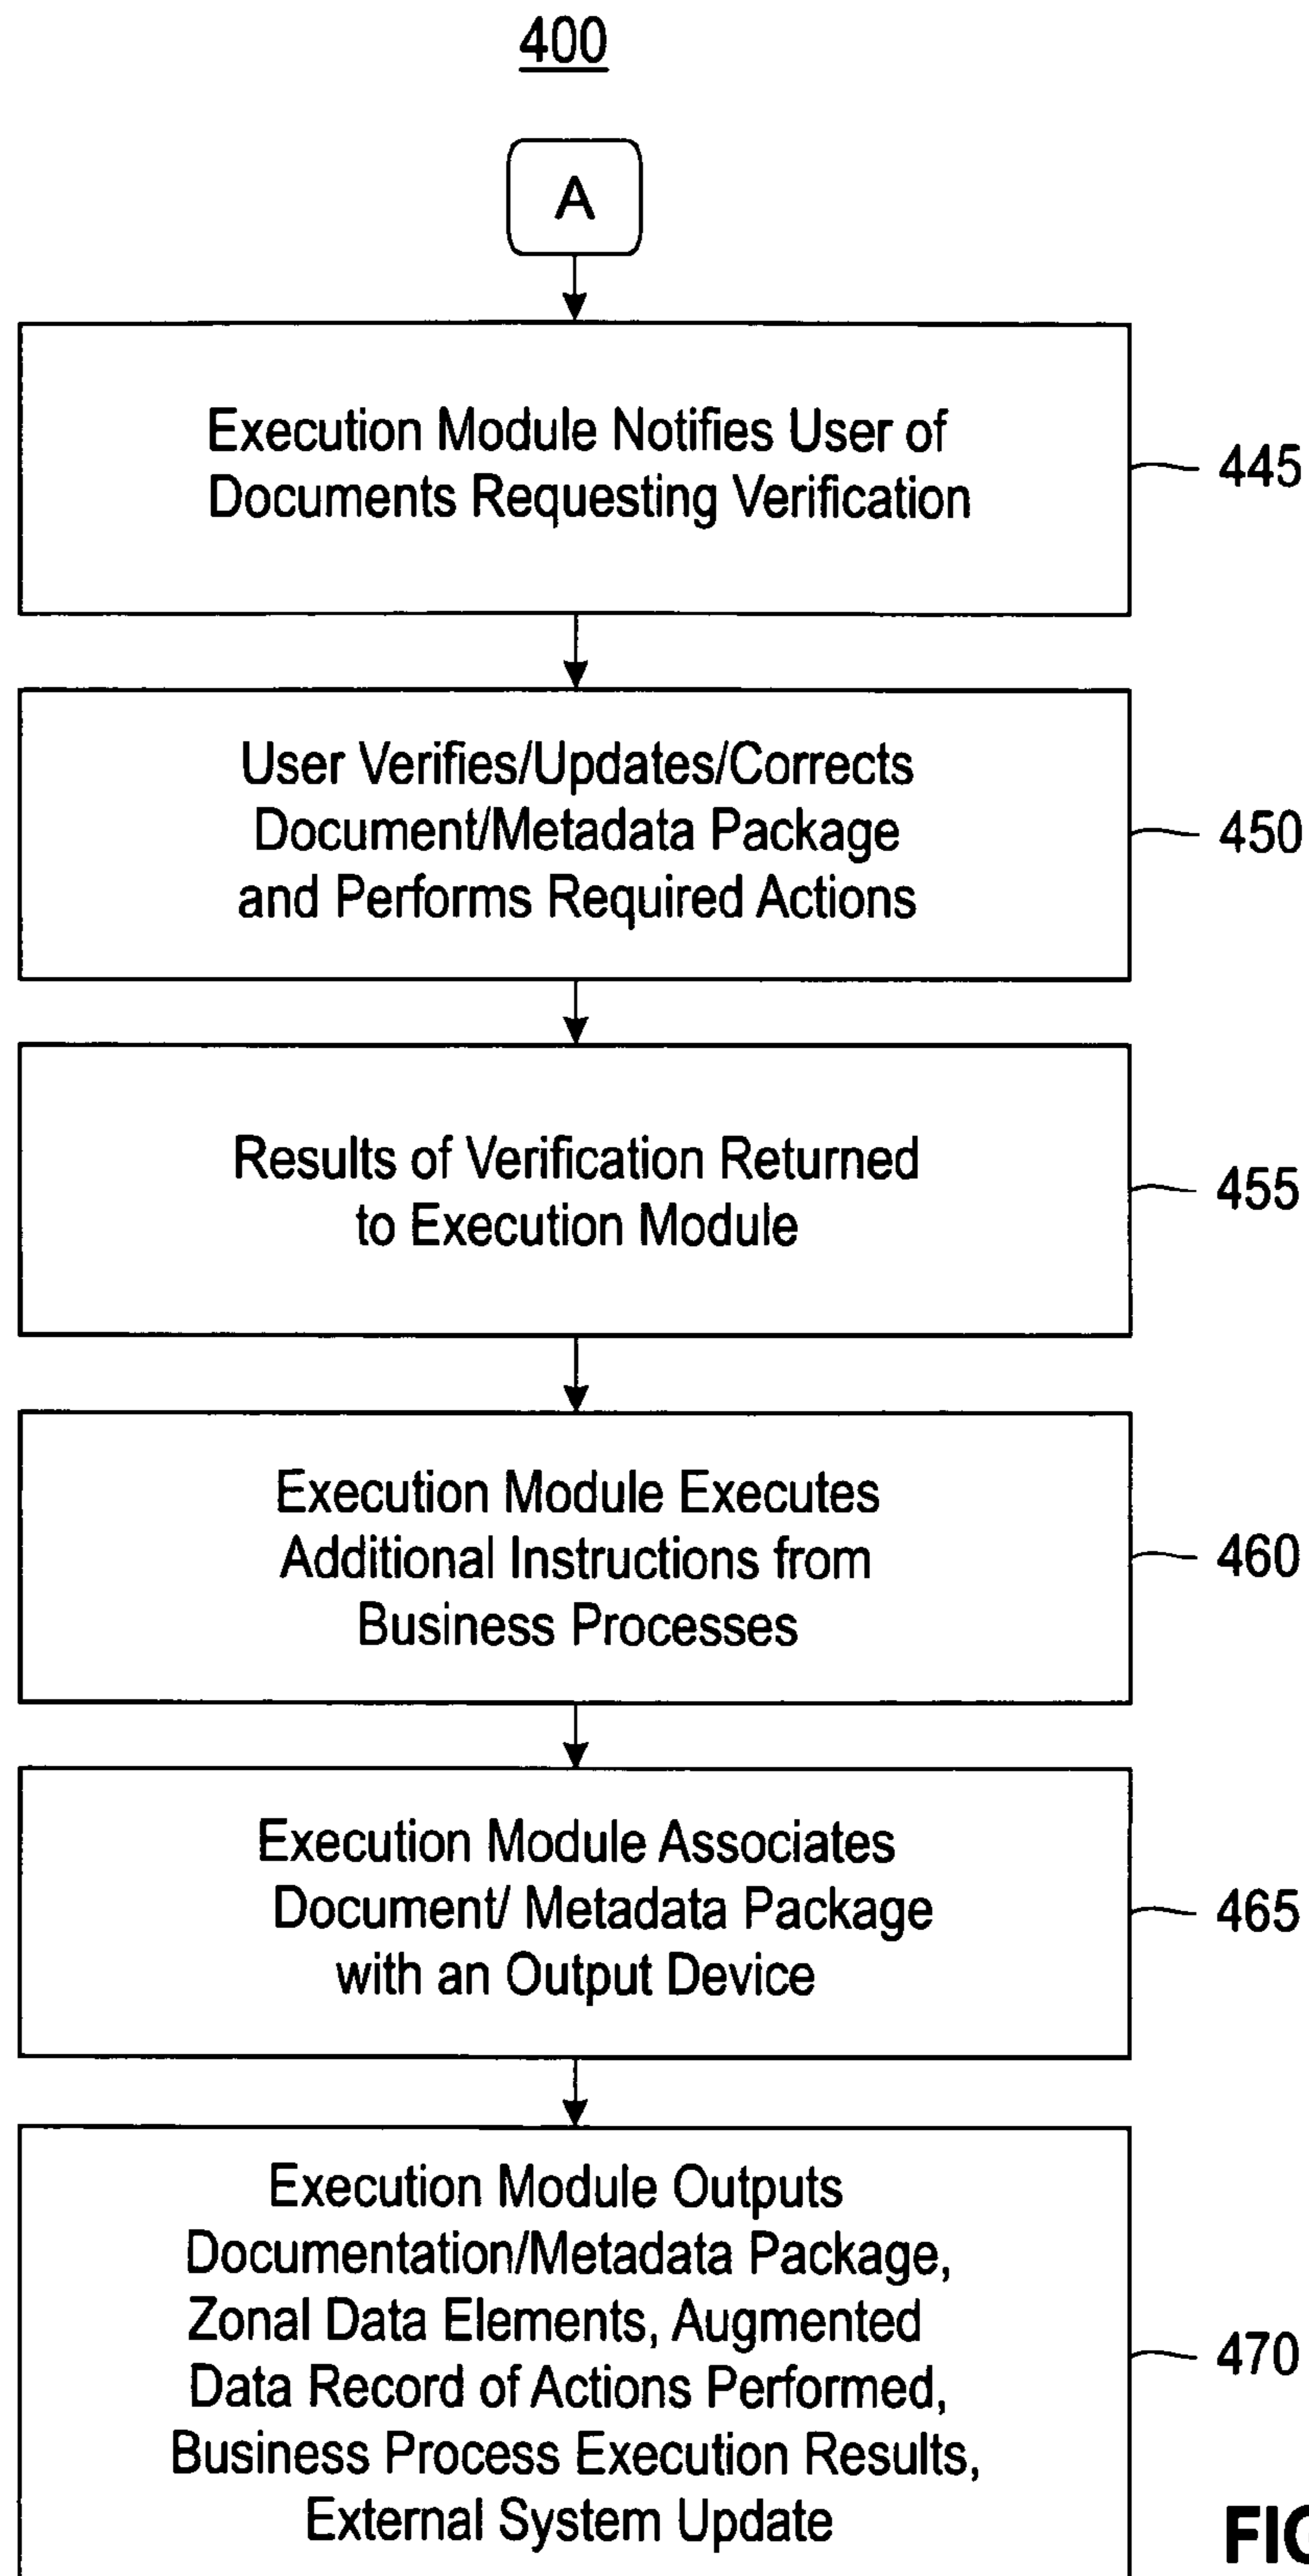 400
A
Execution Module Notifies User of
Documents Requesting Verification
445
User Verifies/Updates/Corrects
Document/Metadata Package
and Performs Required Actions
450
Results of Verification Returned
to Execution Module
455
Execution Module Executes
Additional Instructions from
Business Processes
460
Execution Module Associates
Document/ Metadata Package
with an Output Device
465
Execution Module Outputs
Documentation/Metadata Package,
Zonal Data Elements, Augmented
Data Record of Actions Performed,
Business Process Execution Results,
External System Update
470